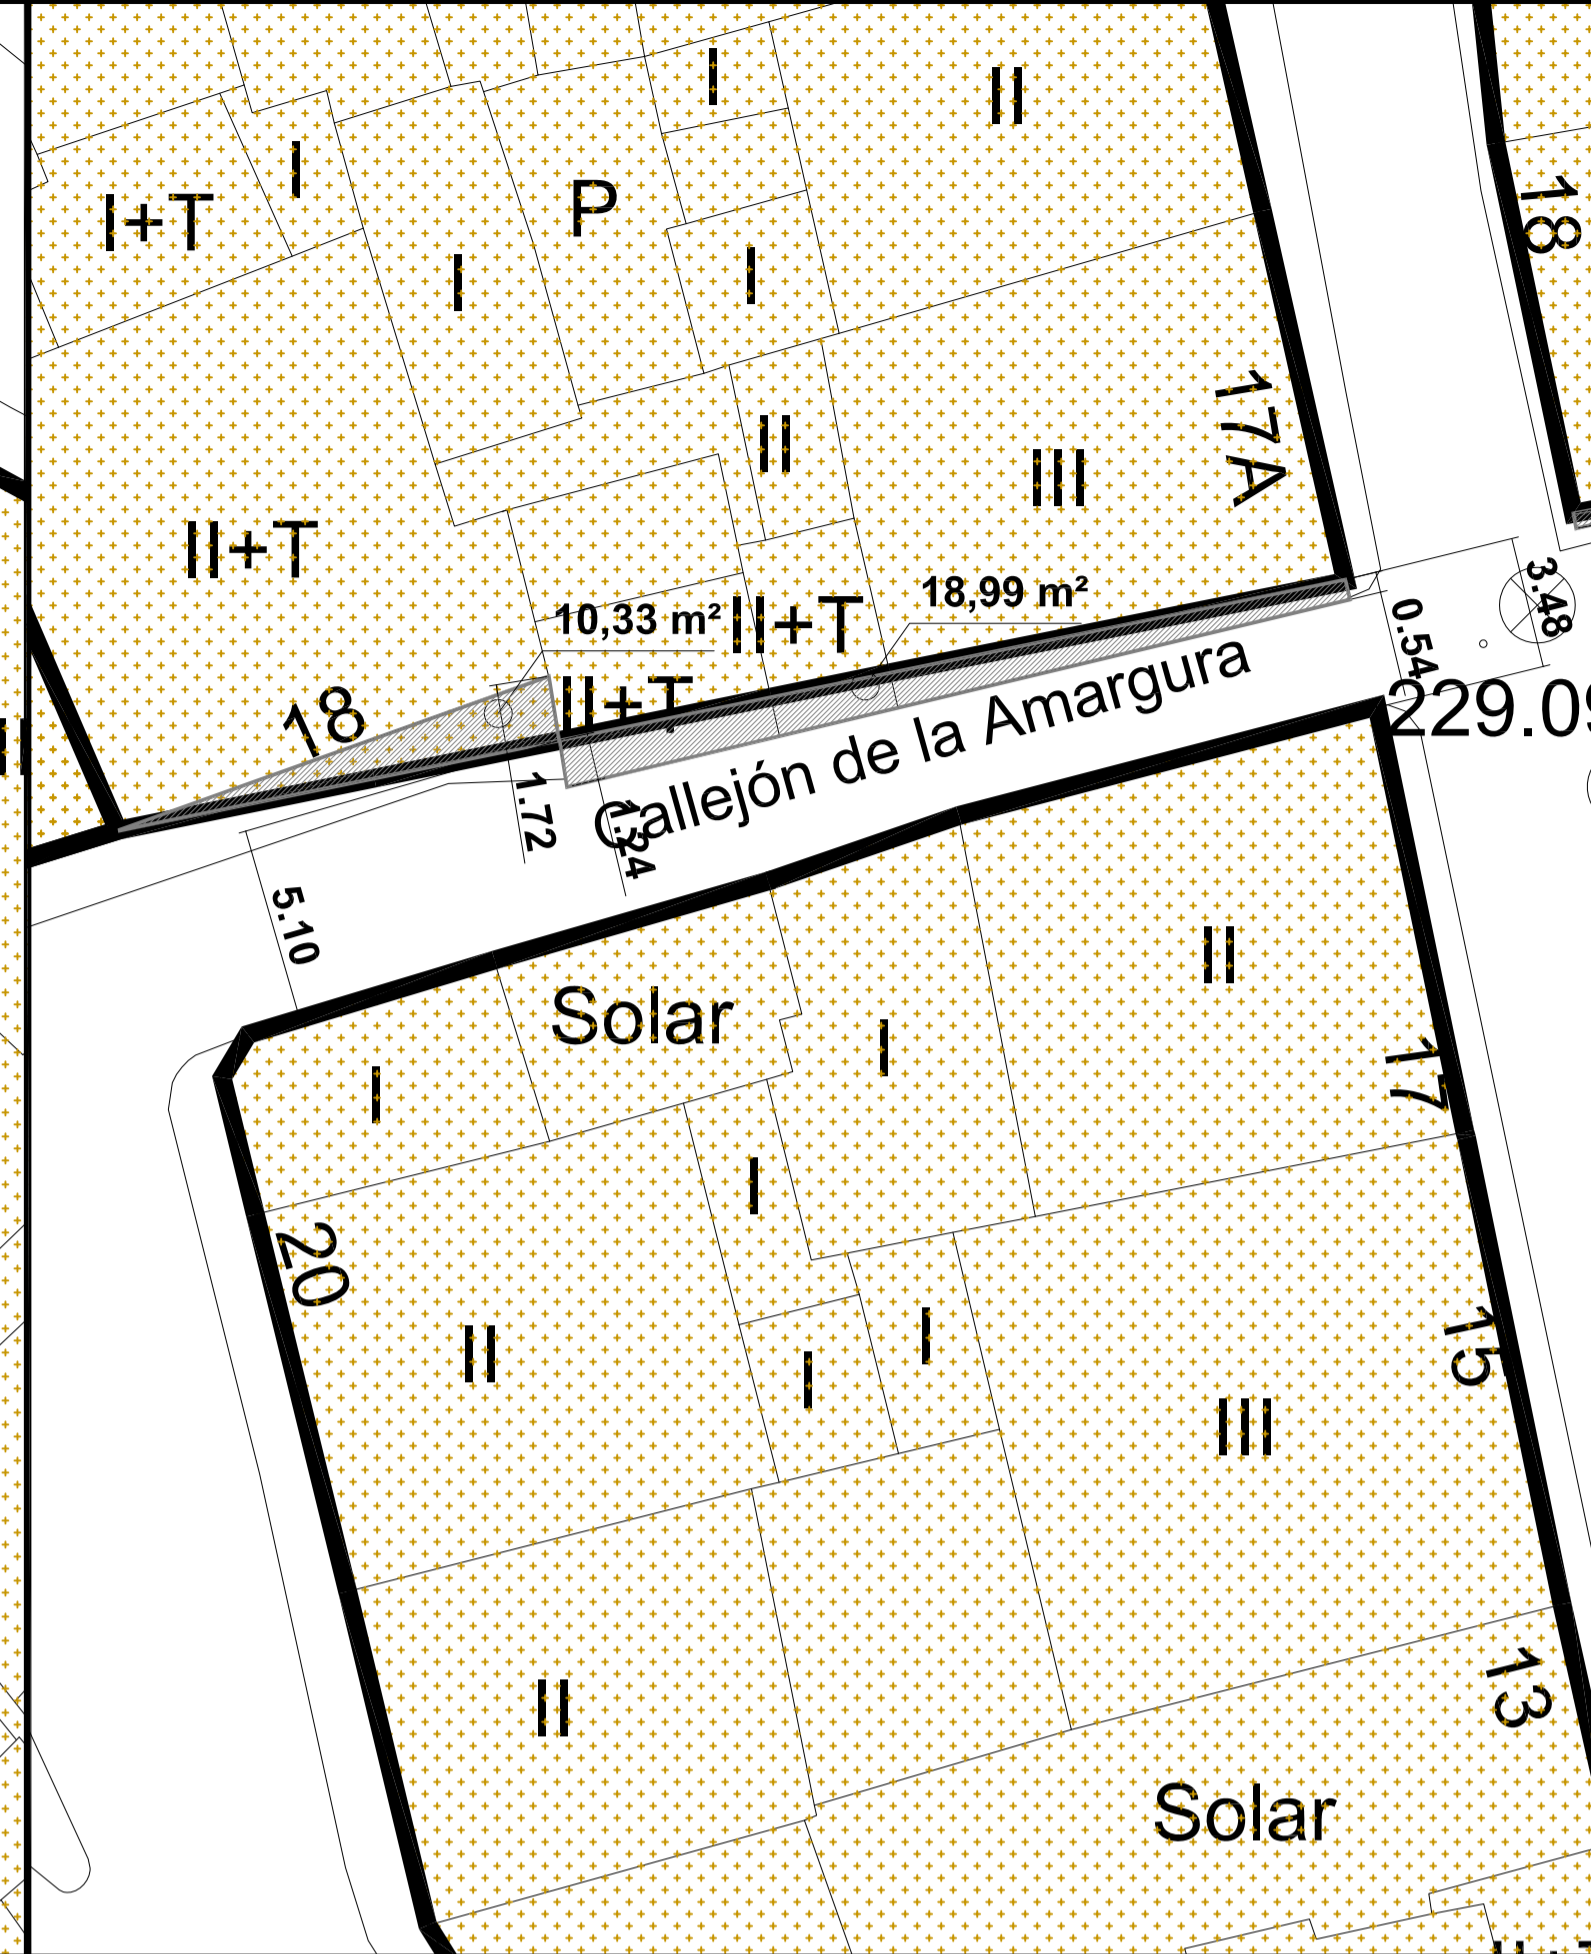 I
II
I
I+T
P
18
I
I
17A
II
III
II+T
10,33 m²
II+T
18,99 m²
3.48
0.54
II+T
18
229.09
Callejón de la Amargura
1.72
1.24
5.10
II
Solar
I
I
17
I
20
II
I
I
15
III
II
13
Solar